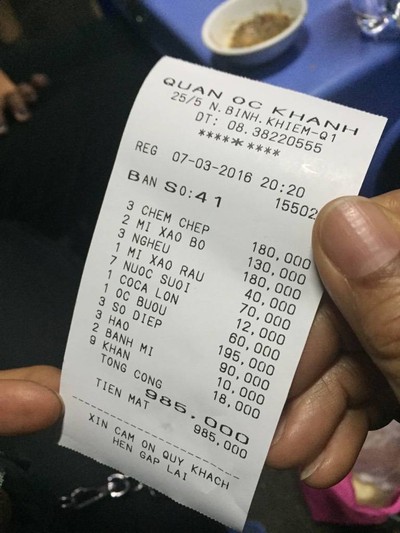 QUAN OC KHANH
25/5 N.BINH.KHIEM-Q1
DT: 08.38220555
*********
REG 07-03-2016 20:20
BAN SO:41 15502
3 CHEM CHEP 180,000
2 MI XAO BO 130,000
3 NGHEU 180,000
1 MI XAO RAU 40,000
7 NUOC SUOI 70,000
1 COCA LON 12,000
1 OC BUOU 60,000
3 SO DIEP 195,000
3 HAO 90,000
2 BANH MI 10,000
9 KHAN 18,000
TONG CONG 985.000
TIEN MAT 985,000
XIN CAM ON QUY KHACH
HEN GAP LAI